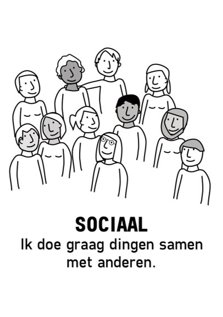 SOCIAAL
Ik doe graag dingen samen
met anderen.